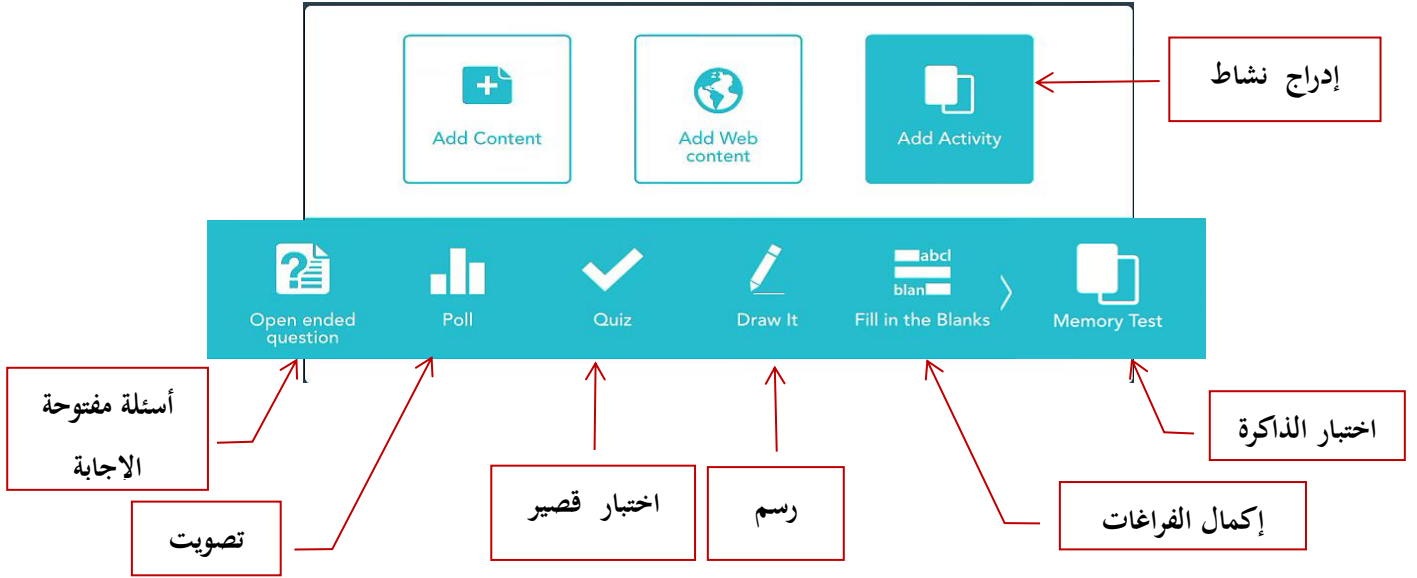 Add Content
Add Web
content
Add Activity
إدراج نشاط
abcl
blan
Open ended
question
Poll
Quiz
Draw It
Fill in the Blanks
Memory Test
أسئلة مفتوحة
الإجابة
تصويت
اختبار قصير
رسم
إكمال الفراغات
اختبار الذاكرة